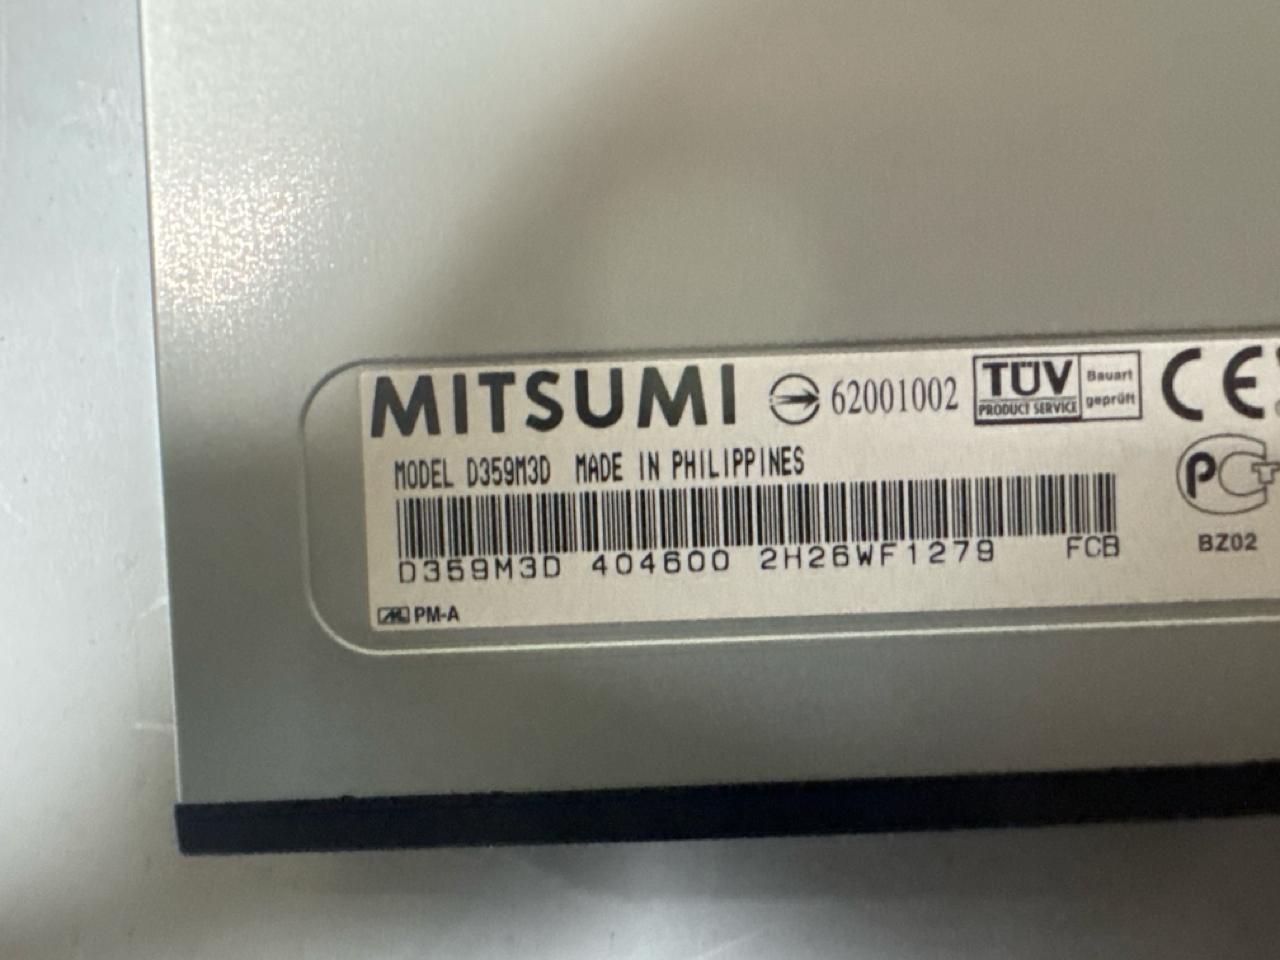 MITSUMI 62001002 TÜV PRODUCT SERVICE Bauart geprüft CE
MODEL D359M3D MADE IN PHILIPPINES
D359M3D 404600 2H26WF1279 FCB
BZ02
PM-A